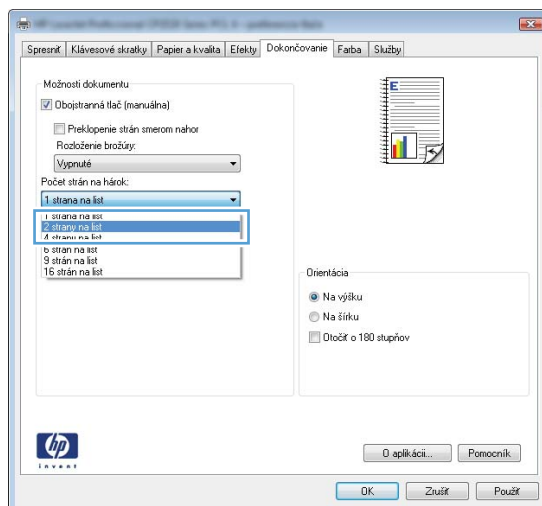 Spresniť Klávesové skratky Papier a kvalita Efekty Dokončovanie Farba Služby
Možnosti dokumentu
Obojstranná tlač (manuálna)
Preklopenie strán smerom nahor
Rozloženie brožúry:
Vypnuté
Počet strán na hárok:
1 strana na list
1 strana na list
2 strany na list
4 strany na list
6 strán na list
9 strán na list
16 strán na list
E
Orientácia
Na výšku
Na šírku
Otočiť o 180 stupňov
hp
invent
O aplikácii... Pomocník
OK Zrušiť Použiť